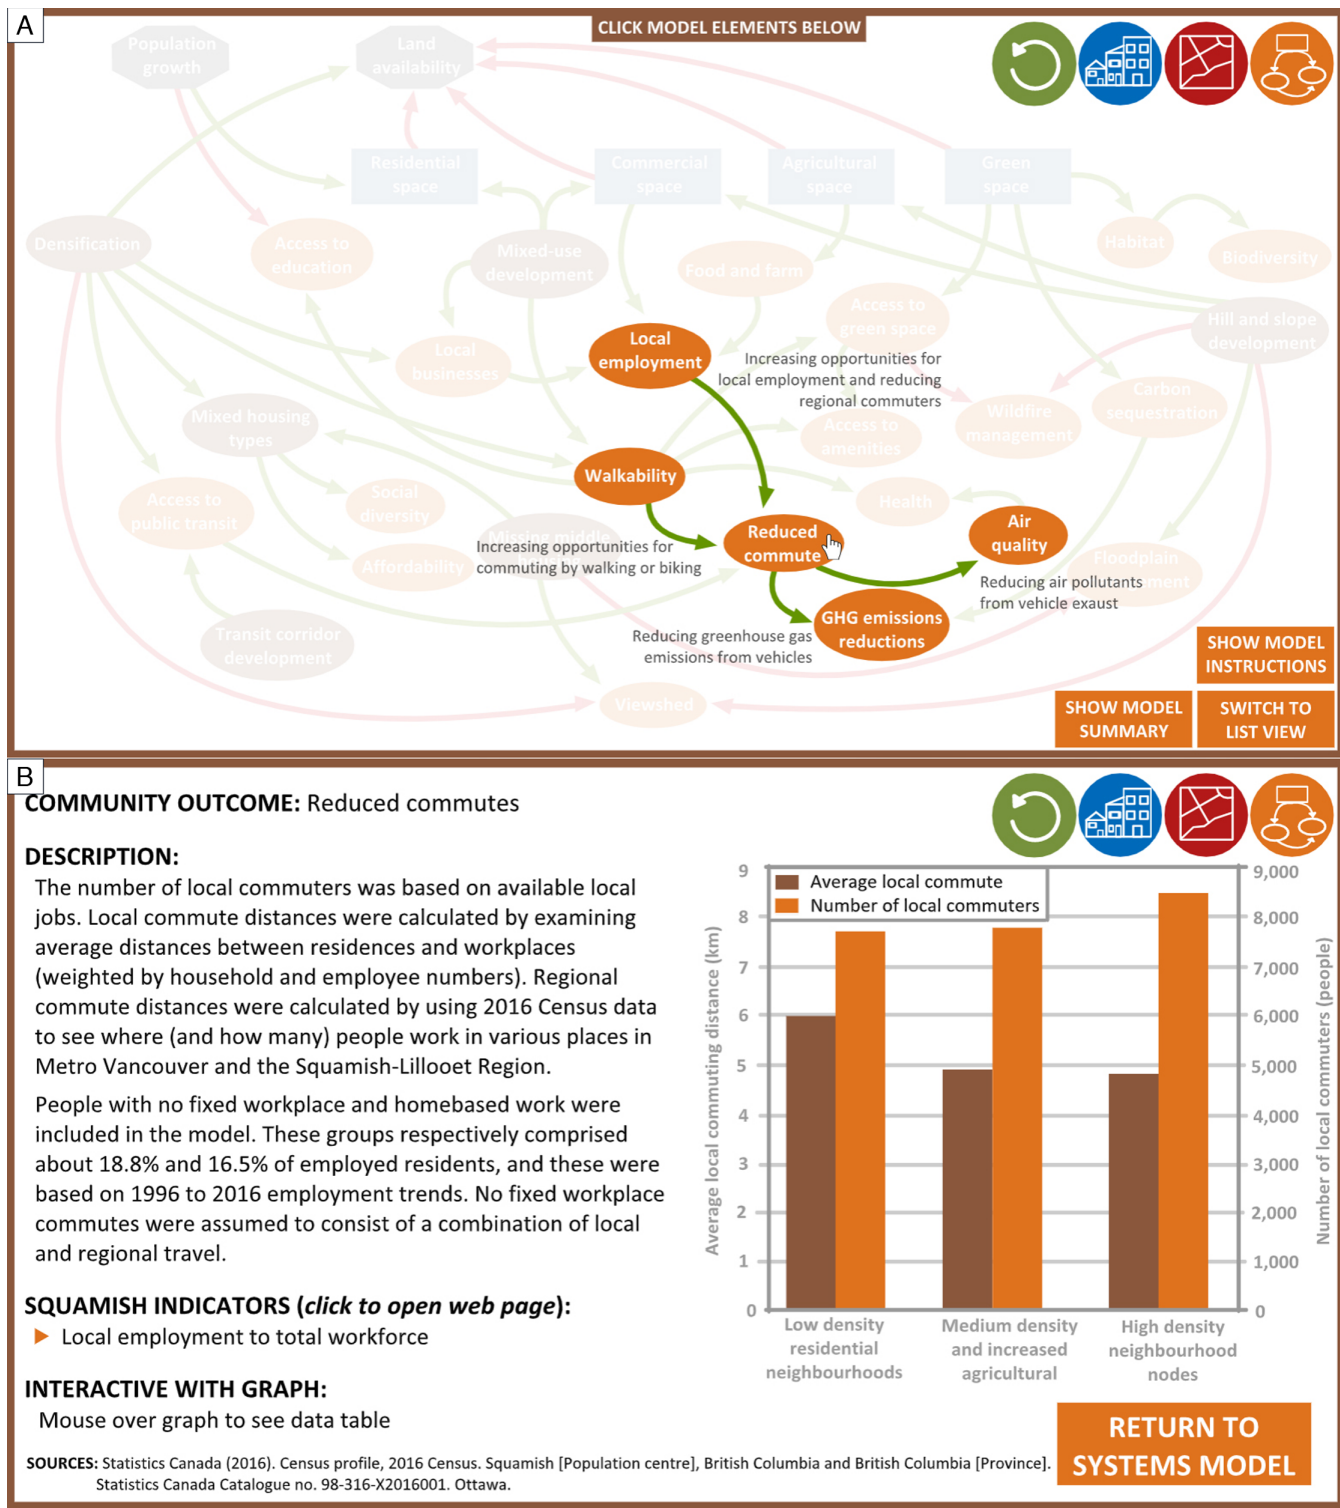 A
CLICK MODEL ELEMENTS BELOW
Population
growth
Land
availability
Residential
space
Commercial
space
Agricultural
space
Green
space
Densification
Access to
education
Mixed-use
development
Food and farm
Habitat
Biodiversity
Access to
green space
Hill and slope
development
Local
businesses
Local
employment
Increasing opportunities for
local employment and reducing
regional commuters
Carbon
sequestration
Wildfire
management
Mixed housing
types
Access to
amenities
Walkability
Health
Access to
public transit
Social
diversity
Missing middle
Increasing opportunities for
commuting by walking or biking
Reduced
commute
Air
quality
Affordability
Floodplain
Reducing air pollutants
from vehicle exhaust
GHG emissions
reductions
Reducing greenhouse gas
emissions from vehicles
Transit corridor
development
Viewshed
SHOW MODEL
INSTRUCTIONS
SHOW MODEL
SUMMARY
SWITCH TO
LIST VIEW
B
COMMUNITY OUTCOME: Reduced commutes
DESCRIPTION:
The number of local commuters was based on available local
jobs. Local commute distances were calculated by examining
average distances between residences and workplaces
(weighted by household and employee numbers). Regional
commute distances were calculated by using 2016 Census data
to see where (and how many) people work in various places in
Metro Vancouver and the Squamish-Lillooet Region.
People with no fixed workplace and homebased work were
included in the model. These groups respectively comprised
about 18.8% and 16.5% of employed residents, and these were
based on 1996 to 2016 employment trends. No fixed workplace
commutes were assumed to consist of a combination of local
and regional travel.
SQUAMISH INDICATORS (click to open web page):
Local employment to total workforce
INTERACTIVE WITH GRAPH:
Mouse over graph to see data table
Average local commute
Number of local commuters
Average local commuting distance (km)
9
8
7
6
5
4
3
2
1
0
9,000
8,000
7,000
6,000
5,000
4,000
3,000
2,000
1,000
0
Number of local commuters (people)
Low density
residential
neighbourhoods
Medium density
and increased
agricultural
High density
neighbourhood
nodes
RETURN TO
SYSTEMS MODEL
SOURCES: Statistics Canada (2016). Census profile, 2016 Census. Squamish [Population centre], British Columbia and British Columbia [Province].
Statistics Canada Catalogue no. 98-316-X2016001. Ottawa.